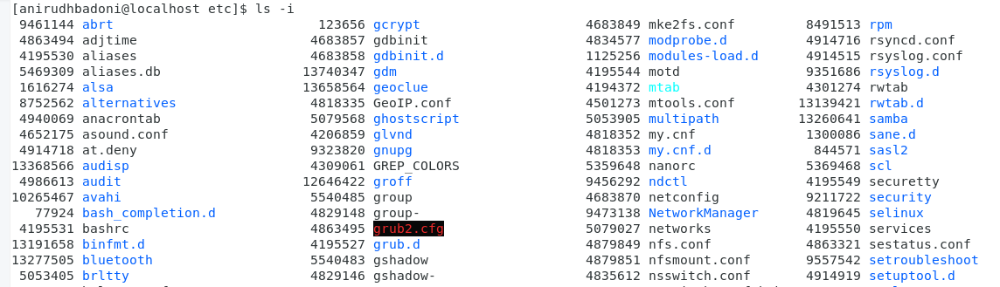 [anirudhbadoni@localhost etc]$ ls -i
9461144 abrt 123656 gcrypt 4683849 mke2fs.conf 8491513 rpm
4863494 adjtime 4683857 gdbinit 4834577 modprobe.d 4914716 rsyncd.conf
4195530 aliases 4683858 gdbinit.d 1125256 modules-load.d 4914515 rsyslog.conf
5469309 aliases.db 13740347 gdm 4195544 motd 9351686 rsyslog.d
1616274 alsa 13658564 geoclue 4194372 mtab 4301274 rwtab
8752562 alternatives 4818335 GeoIP.conf 4501273 mtools.conf 13139421 rwtab.d
4940069 anacrontab 5079568 ghostscript 5053905 multipath 13260641 samba
4652175 asound.conf 4206859 glvnd 4818352 my.cnf 1300086 sane.d
4914718 at.deny 9323820 gnupg 4818353 my.cnf.d 844571 sasl2
13368566 audisp 4309061 GREP_COLORS 5359648 nanorc 5369468 scl
4986613 audit 12646422 groff 9456292 ndctl 4195549 securetty
10265467 avahi 5540485 group 4683870 netconfig 9211722 security
77924 bash_completion.d 4829148 group- 9473138 NetworkManager 4819645 selinux
4195531 bashrc 4863495 grub2.cfg 5079027 networks 4195550 services
13191658 binfmt.d 4195527 grub.d 4879849 nfs.conf 4863321 sestatus.conf
13277505 bluetooth 5540483 gshadow 4879851 nfsmount.conf 9557542 setroubleshoot
5053405 brltty 4829146 gshadow- 4835612 nsswitch.conf 4914919 setuptool.d